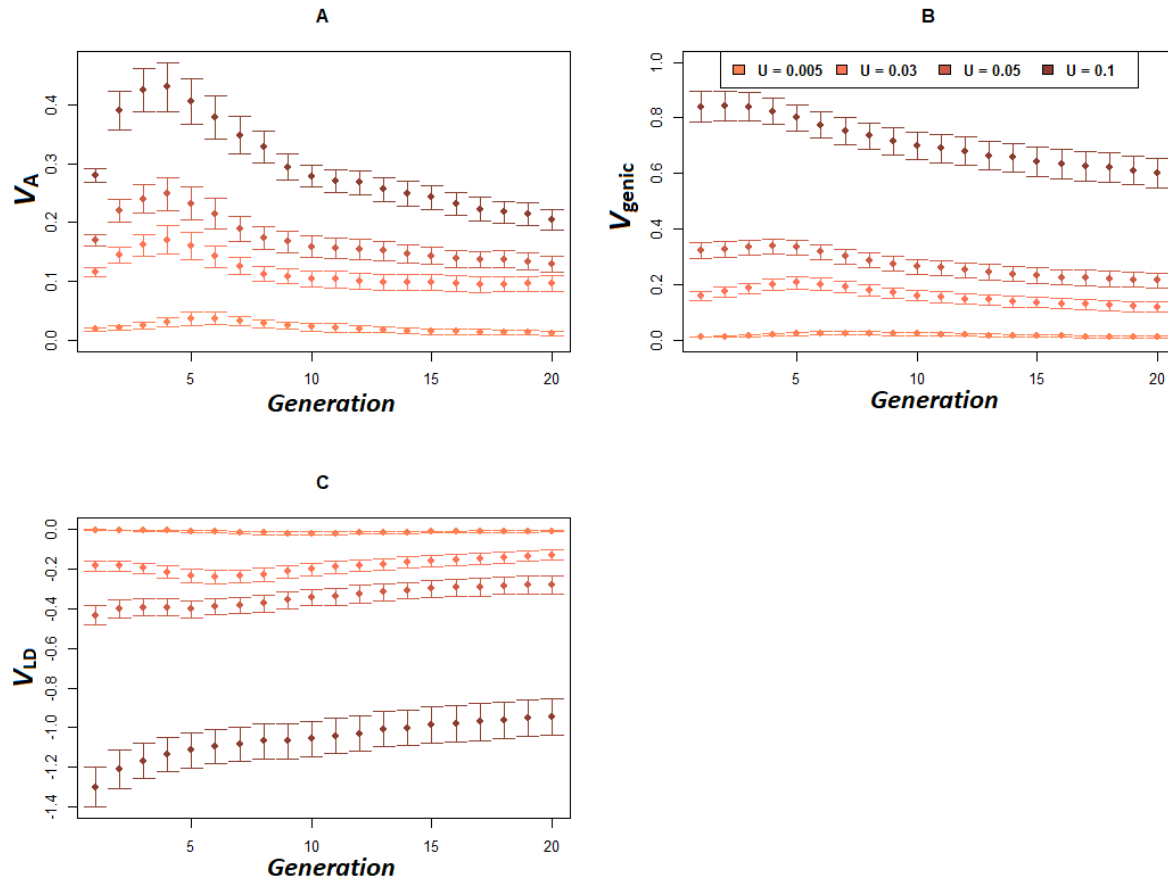 A
B
V_A
0.0 0.1 0.2 0.3 0.4
5 10 15 20
Generation
V_genic
0.0 0.2 0.4 0.6 0.8 1.0
U = 0.005 U = 0.03 U = 0.05 U = 0.1
5 10 15 20
Generation
C
V_LD
-1.4 -1.2 -1.0 -0.8 -0.6 -0.4 -0.2 0.0
5 10 15 20
Generation